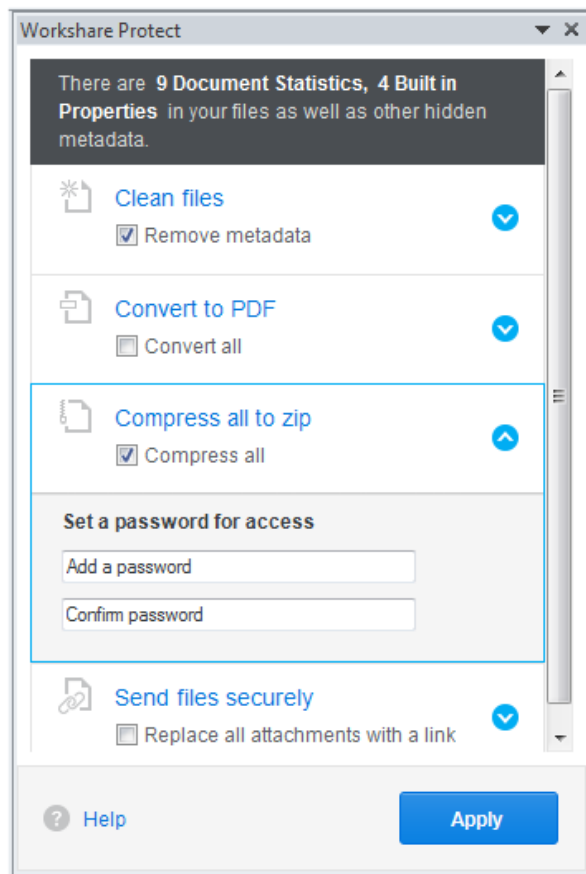 Workshare Protect
There are 9 Document Statistics, 4 Built in
Properties in your files as well as other hidden
metadata.
Clean files
Remove metadata
Convert to PDF
Convert all
Compress all to zip
Compress all
Set a password for access
Add a password
Confirm password
Send files securely
Replace all attachments with a link
? Help
Apply